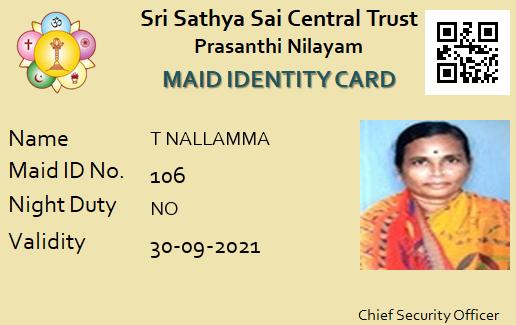 Sri Sathya Sai Central Trust
Prasanthi Nilayam
MAID IDENTITY CARD
Name T NALLAMMA
Maid ID No. 106
Night Duty NO
Validity 30-09-2021
Chief Security Officer